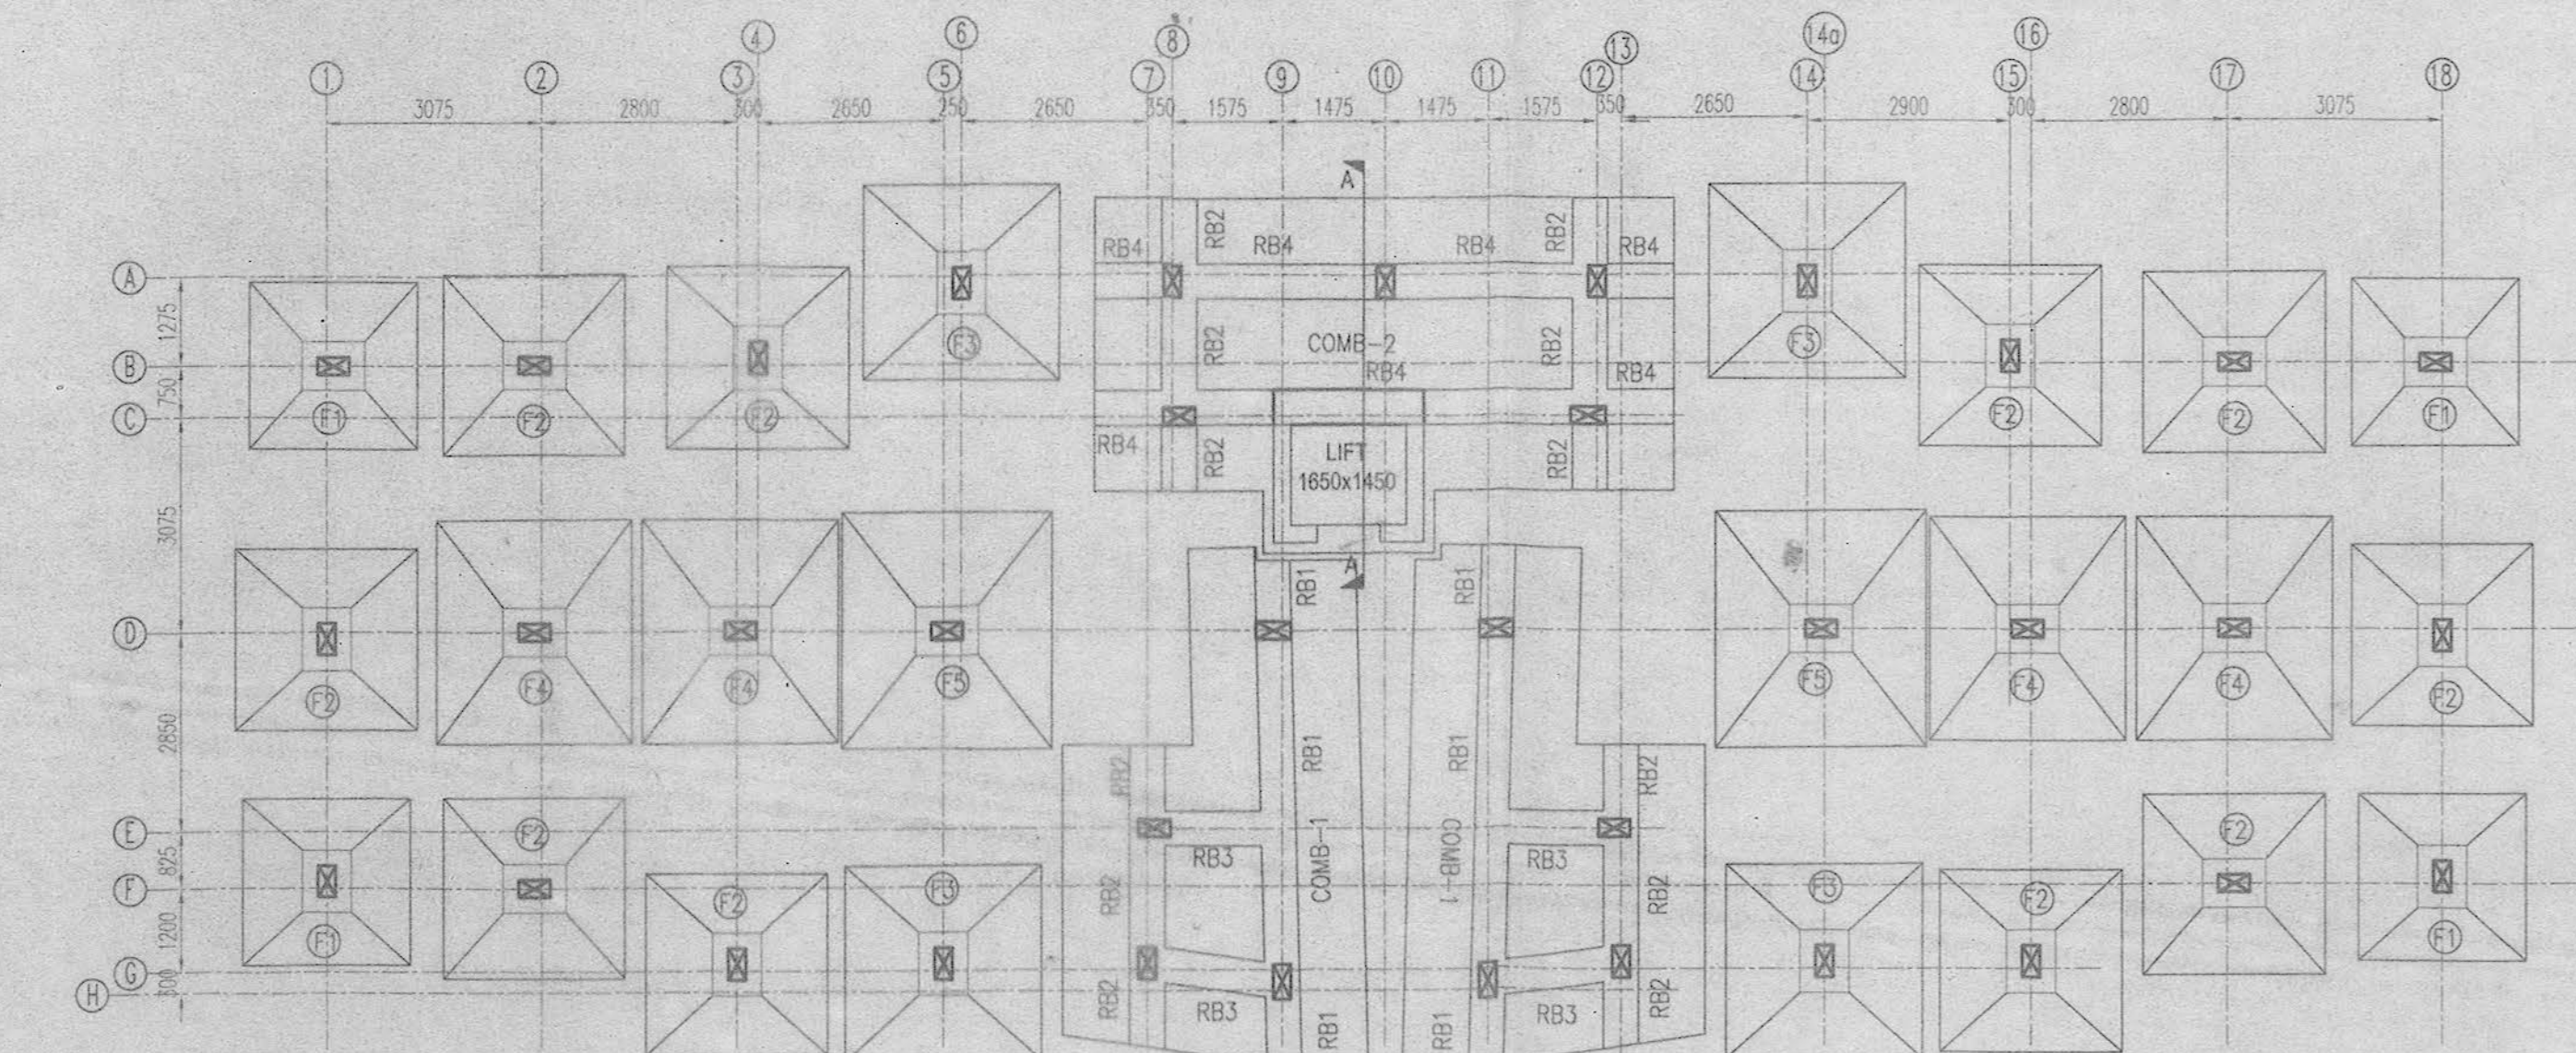 4 6 8 13 14a 16
1 2 3 5 7 9 10 11 12 14 15 17 18
3075 2800 300 2650 250 2650 350 1575 1475 1475 1575 350 2650 2900 300 2800 3075
A
RB2 RB2
RB4 RB4 RB4 RB4
A
1275
F3 RB2 COMB-2 RB2 F3
B
RB4 RB4
750
C
F1 F2 F2 F2 F2 F1
RB4 RB2 LIFT RB2
1650x1450
3075
A
RB1 RB1
D
F2 F4 F4 F5 F5 F4 F4 F2
2850
RB2 RB1 RB1 RB2
E
F2 F2
825
RB3 COMB-1 COMB-1 RB3
F
F2 F3 RB2 RB2 F3 F2
1200
F1 F1
G
300
H
RB2 RB3 RB1 RB1 RB3 RB2